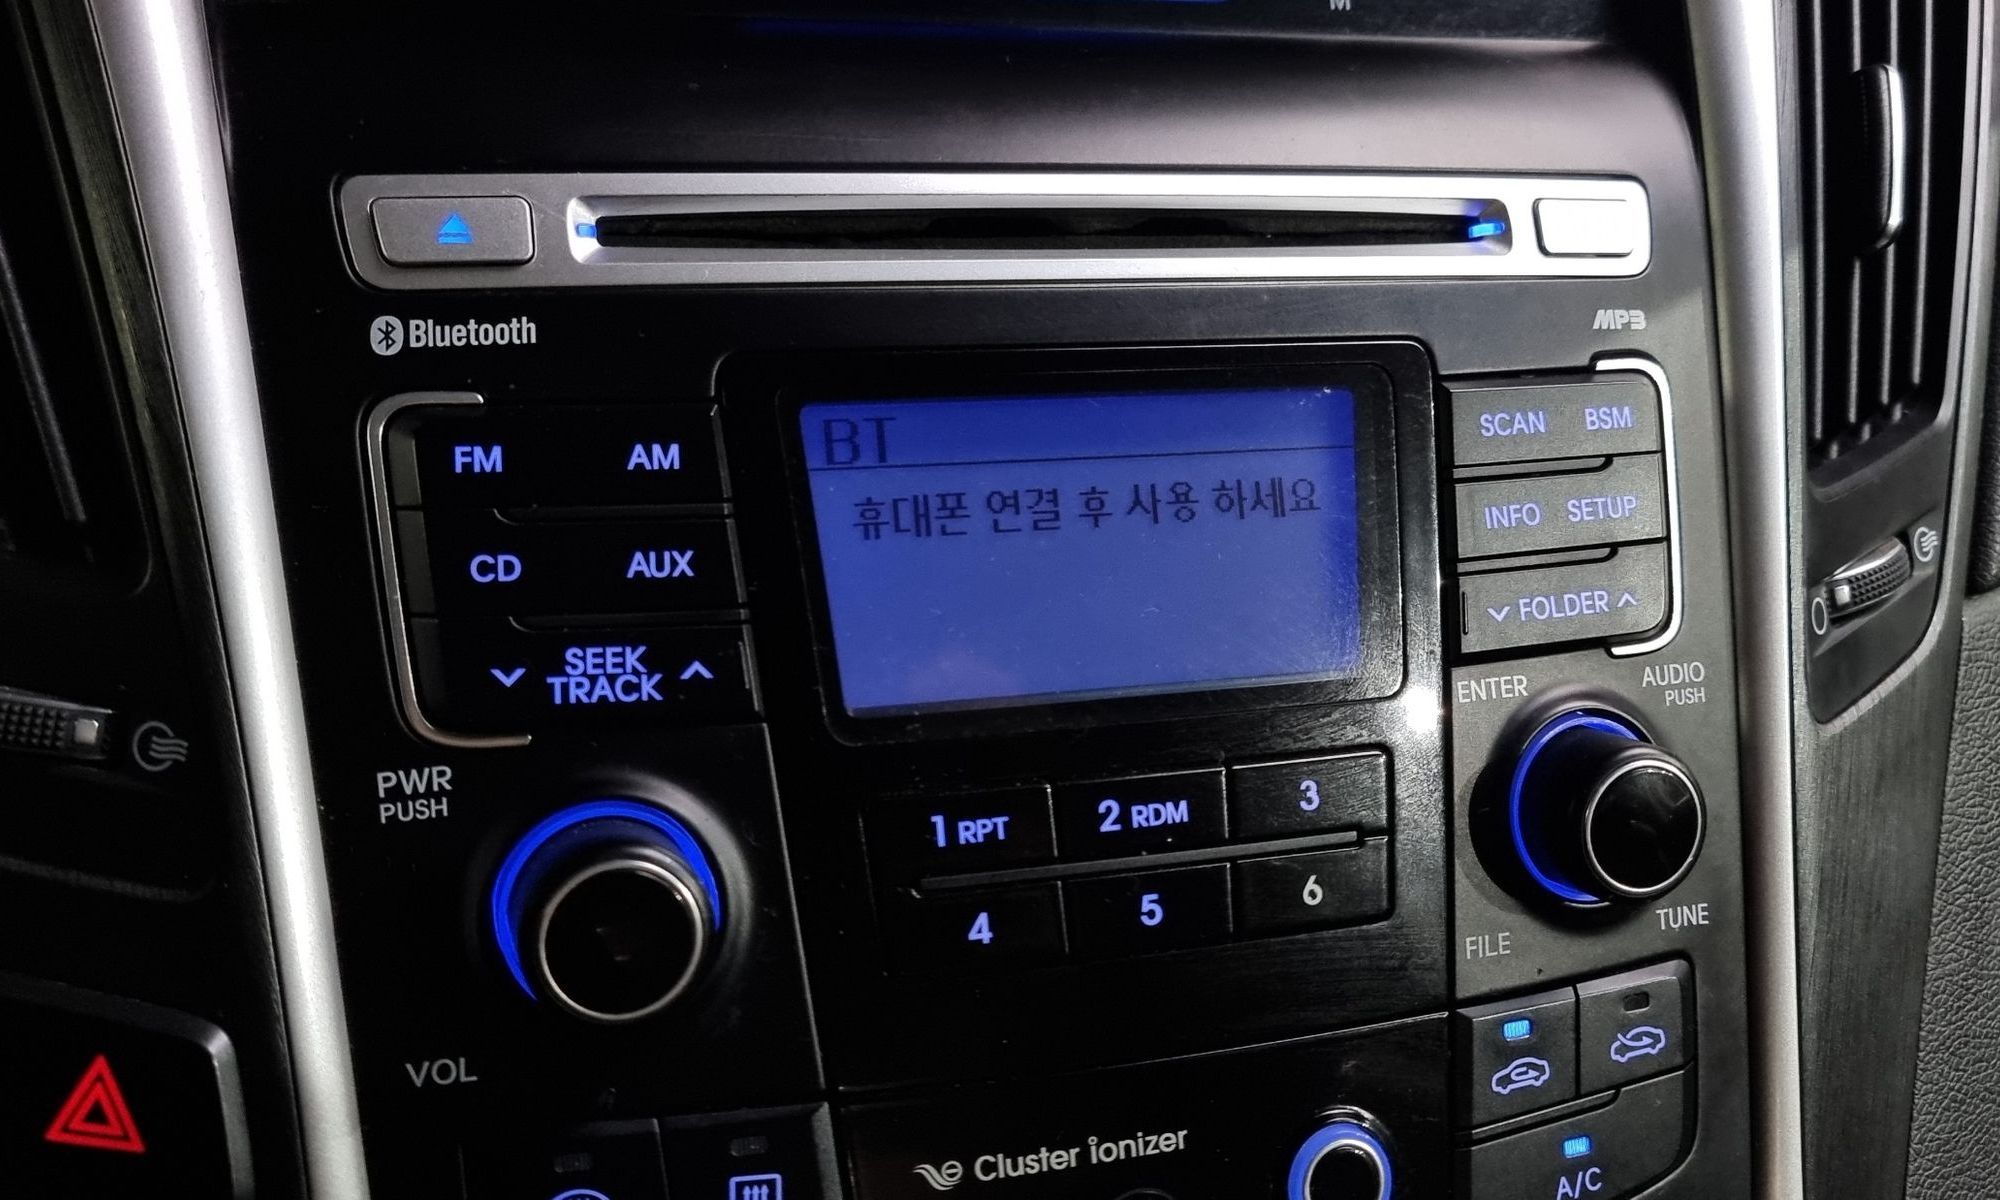 M
Bluetooth
MP3
FM
AM
CD
AUX
SEEK
TRACK
BT
휴대폰 연결 후 사용 하세요
SCAN BSM
INFO SETUP
FOLDER
ENTER
AUDIO
PUSH
PWR
PUSH
1 RPT
2 RDM
3
4
5
6
TUNE
FILE
VOL
Cluster ionizer
A/C